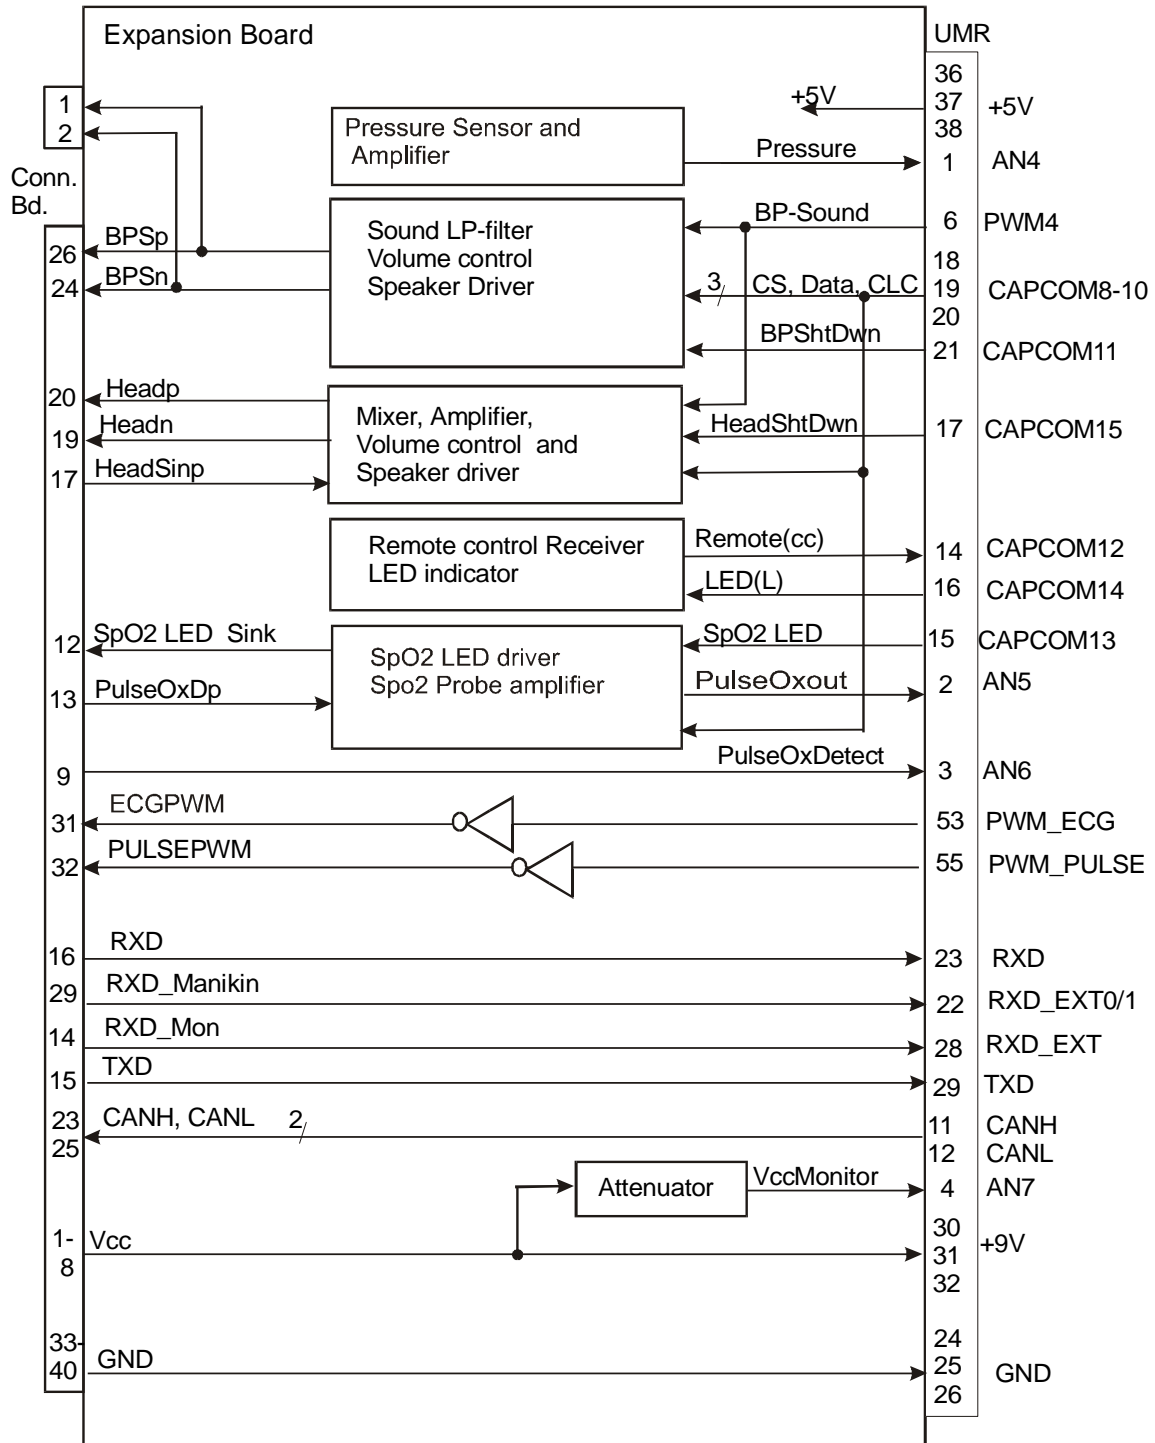 Expansion Board
UMR
36
1
+5V
37
+5V
2
38
Pressure Sensor and
Amplifier
Pressure
1
AN4
Conn.
Bd.
BP-Sound
6
PWM4
26
BPSp
Sound LP-filter
Volume control
Speaker Driver
18
24
BPSn
3
CS, Data, CLC
19
CAPCOM8-10
20
BPShtDwn
21
CAPCOM11
20
Headp
Mixer, Amplifier,
Volume control and
Speaker driver
19
Headn
HeadShtDwn
17
CAPCOM15
17
HeadSinp
Remote control Receiver
LED indicator
Remote(cc)
14
CAPCOM12
LED(L)
16
CAPCOM14
12
SpO2 LED Sink
SpO2 LED driver
Spo2 Probe amplifier
SpO2 LED
15
CAPCOM13
13
PulseOxDp
PulseOxout
2
AN5
9
PulseOxDetect
3
AN6
31
ECGPWM
53
PWM_ECG
32
PULSEPWM
55
PWM_PULSE
16
RXD
23
RXD
29
RXD_Manikin
22
RXD_EXT0/1
14
RXD_Mon
28
RXD_EXT
15
TXD
29
TXD
23
25
CANH, CANL
2
11
CANH
12
CANL
Attenuator
VccMonitor
4
AN7
1-
8
Vcc
30
31
32
+9V
33-
40
GND
24
25
26
GND